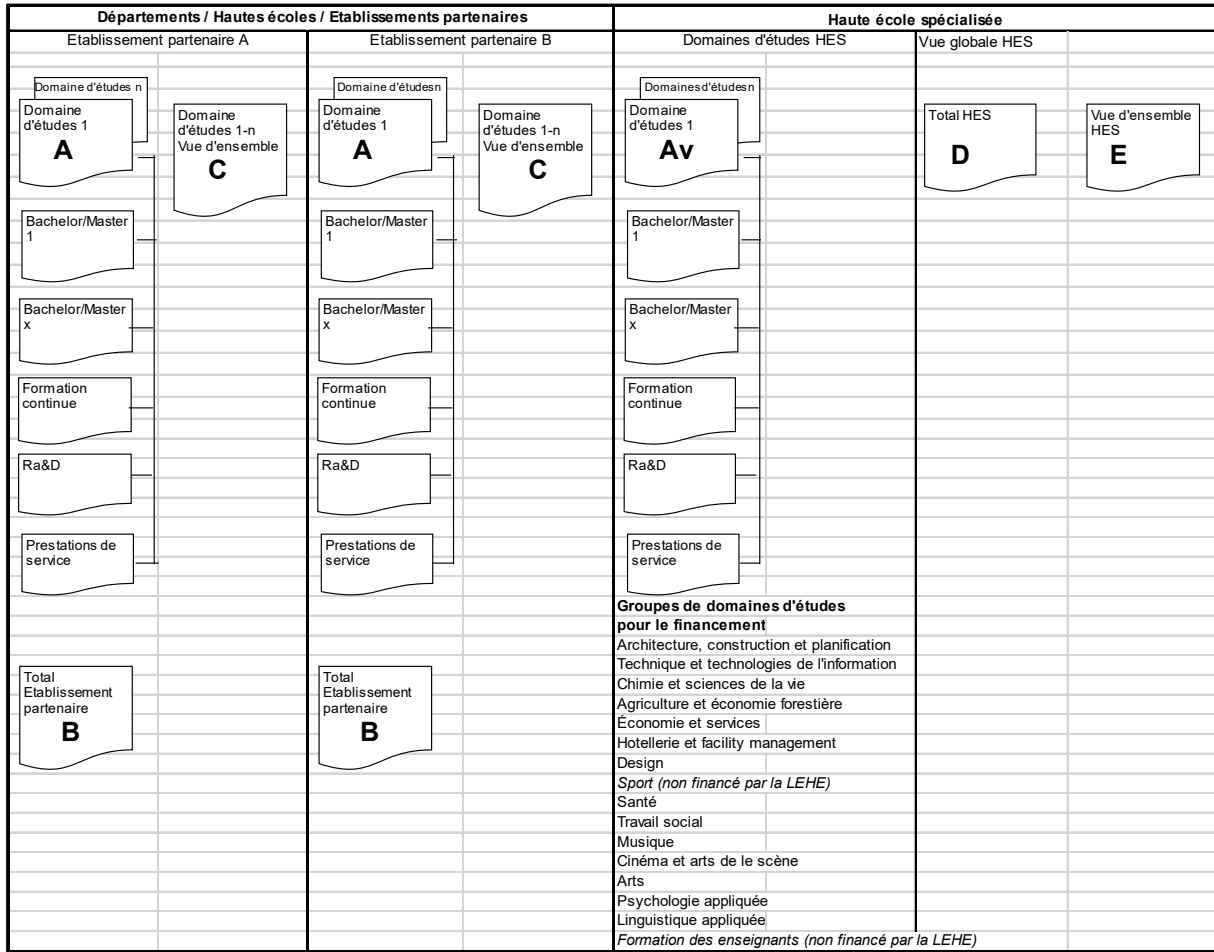 Départements / Hautes écoles / Etablissements partenaires
Haute école spécialisée
Etablissement partenaire A
Etablissement partenaire B
Domaines d'études HES
Vue globale HES
Domaine d'études n
Domaine
d'études 1
A
Domaine
d'études 1-n
Vue d'ensemble
C
Bachelor/Master
1
Bachelor/Master
x
Formation
continue
Ra&D
Prestations de
service
Total
Etablissement
partenaire
B
Domaine d'étudesn
Domaine
d'études 1
A
Domaine
d'études 1-n
Vue d'ensemble
C
Bachelor/Master
1
Bachelor/Master
x
Formation
continue
Ra&D
Prestations de
service
Total
Etablissement
partenaire
B
Domainesd'étudesn
Domaine
d'études 1
Av
Bachelor/Master
1
Bachelor/Master
x
Formation
continue
Ra&D
Prestations de
service
Groupes de domaines d'études
pour le financement
Architecture, construction et planification
Technique et technologies de l'information
Chimie et sciences de la vie
Agriculture et économie forestière
Économie et services
Hotellerie et facility management
Design
Sport (non financé par la LEHE)
Santé
Travail social
Musique
Cinéma et arts de le scène
Arts
Psychologie appliquée
Linguistique appliquée
Formation des enseignants (non financé par la LEHE)
Total HES
D
Vue d'ensemble
HES
E